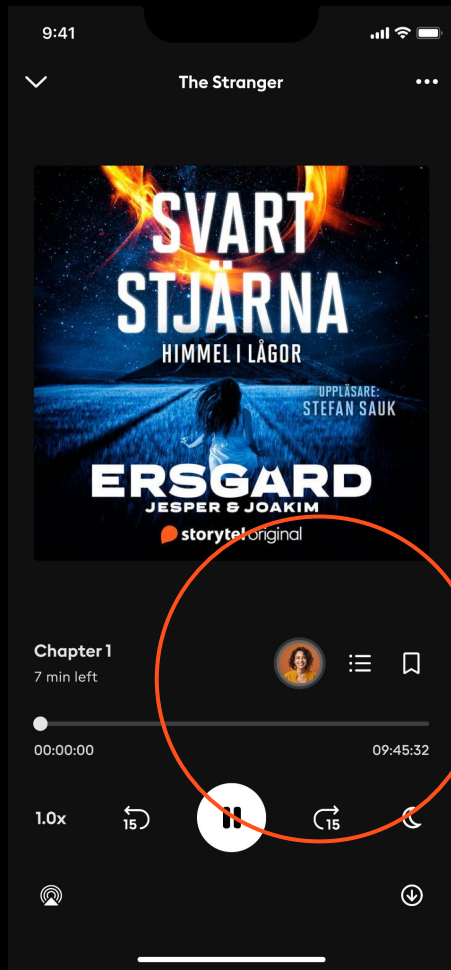 9:41
The Stranger
SVART
STJÄRNA
HIMMEL I LÅGOR
UPPLÄSARE:
STEFAN SAUK
ERSGÅRD
JESPER & JOAKIM
storytel original
Chapter 1
7 min left
00:00:00
09:45:32
1.0x
15
15